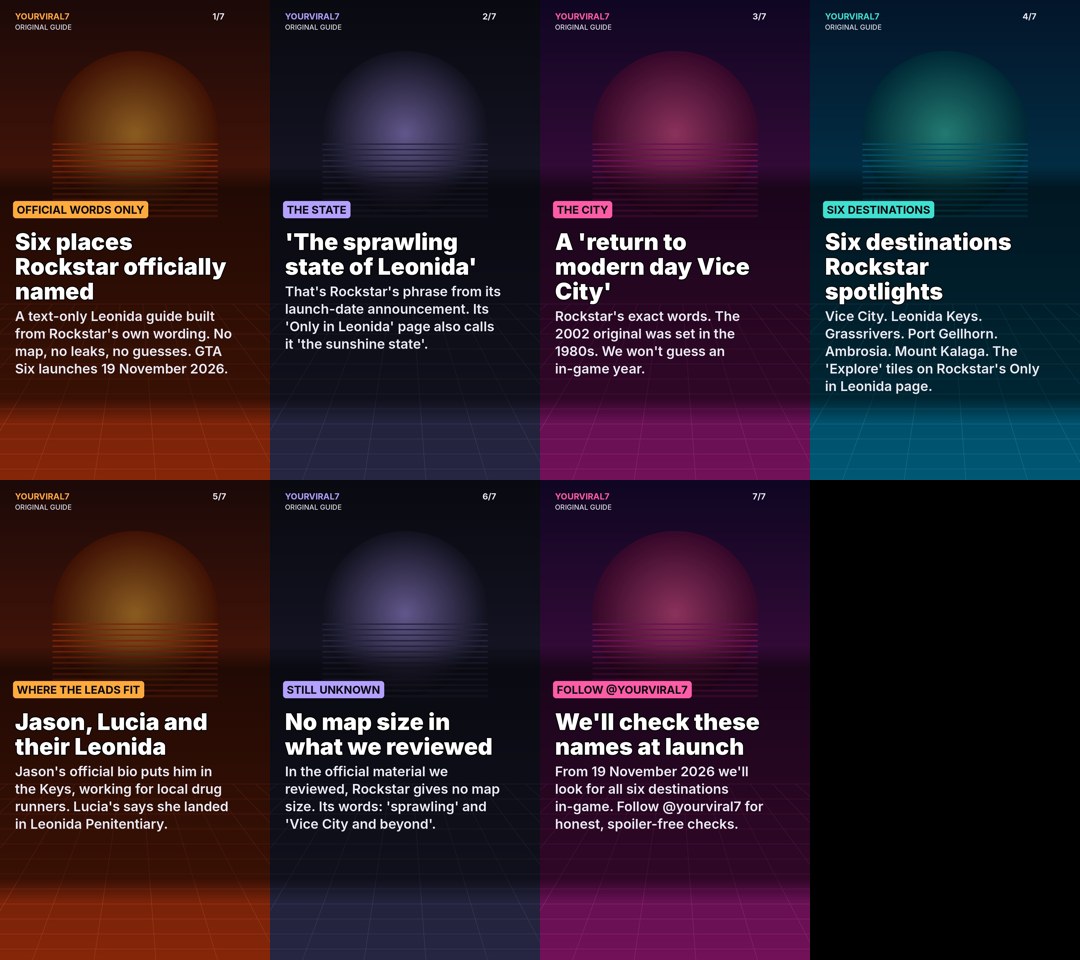 YOURVIRAL7
1/7
ORIGINAL GUIDE
OFFICIAL WORDS ONLY
Six places
Rockstar officially
named
A text-only Leonida guide built
from Rockstar's own wording. No
map, no leaks, no guesses. GTA
Six launches 19 November 2026.
YOURVIRAL7
2/7
ORIGINAL GUIDE
THE STATE
'The sprawling
state of Leonida'
That's Rockstar's phrase from its
launch-date announcement. Its
'Only in Leonida' page also calls
it 'the sunshine state'.
YOURVIRAL7
3/7
ORIGINAL GUIDE
THE CITY
A 'return to
modern day Vice
City'
Rockstar's exact words. The
2002 original was set in the
1980s. We won't guess an
in-game year.
YOURVIRAL7
4/7
ORIGINAL GUIDE
SIX DESTINATIONS
Six destinations
Rockstar
spotlights
Vice City. Leonida Keys.
Grassrivers. Port Gellhorn.
Ambrosia. Mount Kalaga. The
'Explore' tiles on Rockstar's Only
in Leonida page.
YOURVIRAL7
5/7
ORIGINAL GUIDE
WHERE THE LEADS FIT
Jason, Lucia and
their Leonida
Jason's official bio puts him in
the Keys, working for local drug
runners. Lucia's says she landed
in Leonida Penitentiary.
YOURVIRAL7
6/7
ORIGINAL GUIDE
STILL UNKNOWN
No map size in
what we reviewed
In the official material we
reviewed, Rockstar gives no map
size. Its words: 'sprawling' and
'Vice City and beyond'.
YOURVIRAL7
7/7
ORIGINAL GUIDE
FOLLOW @YOURVIRAL7
We'll check these
names at launch
From 19 November 2026 we'll
look for all six destinations
in-game. Follow @yourviral7 for
honest, spoiler-free checks.